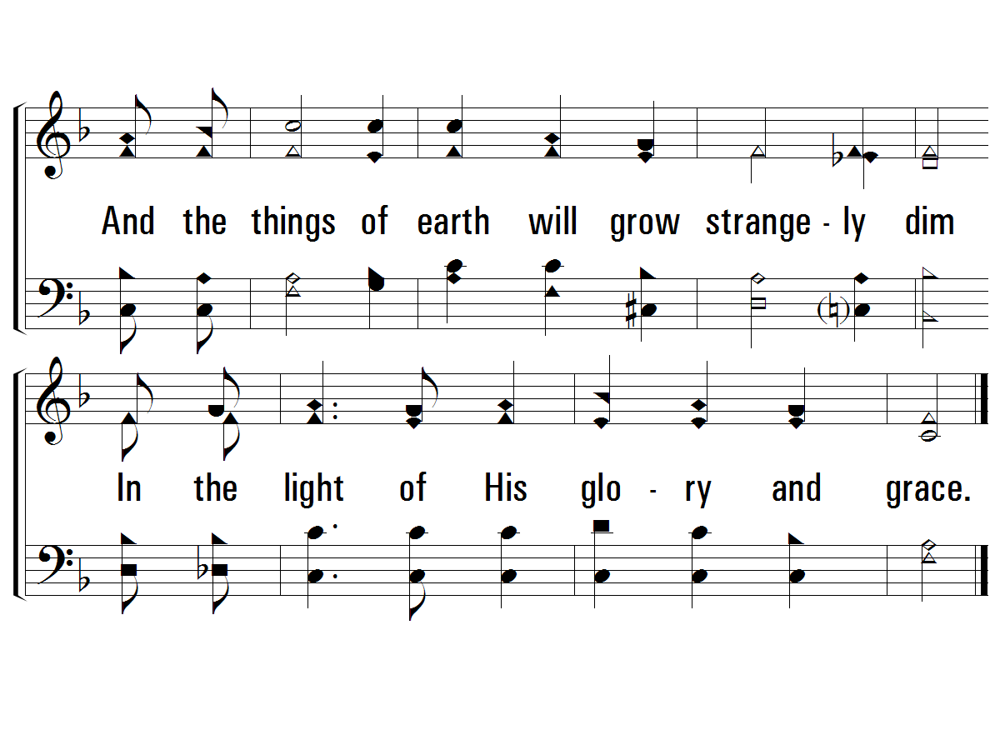 And the things of earth will grow strange - ly dim
In the light of His glo - ry and grace.